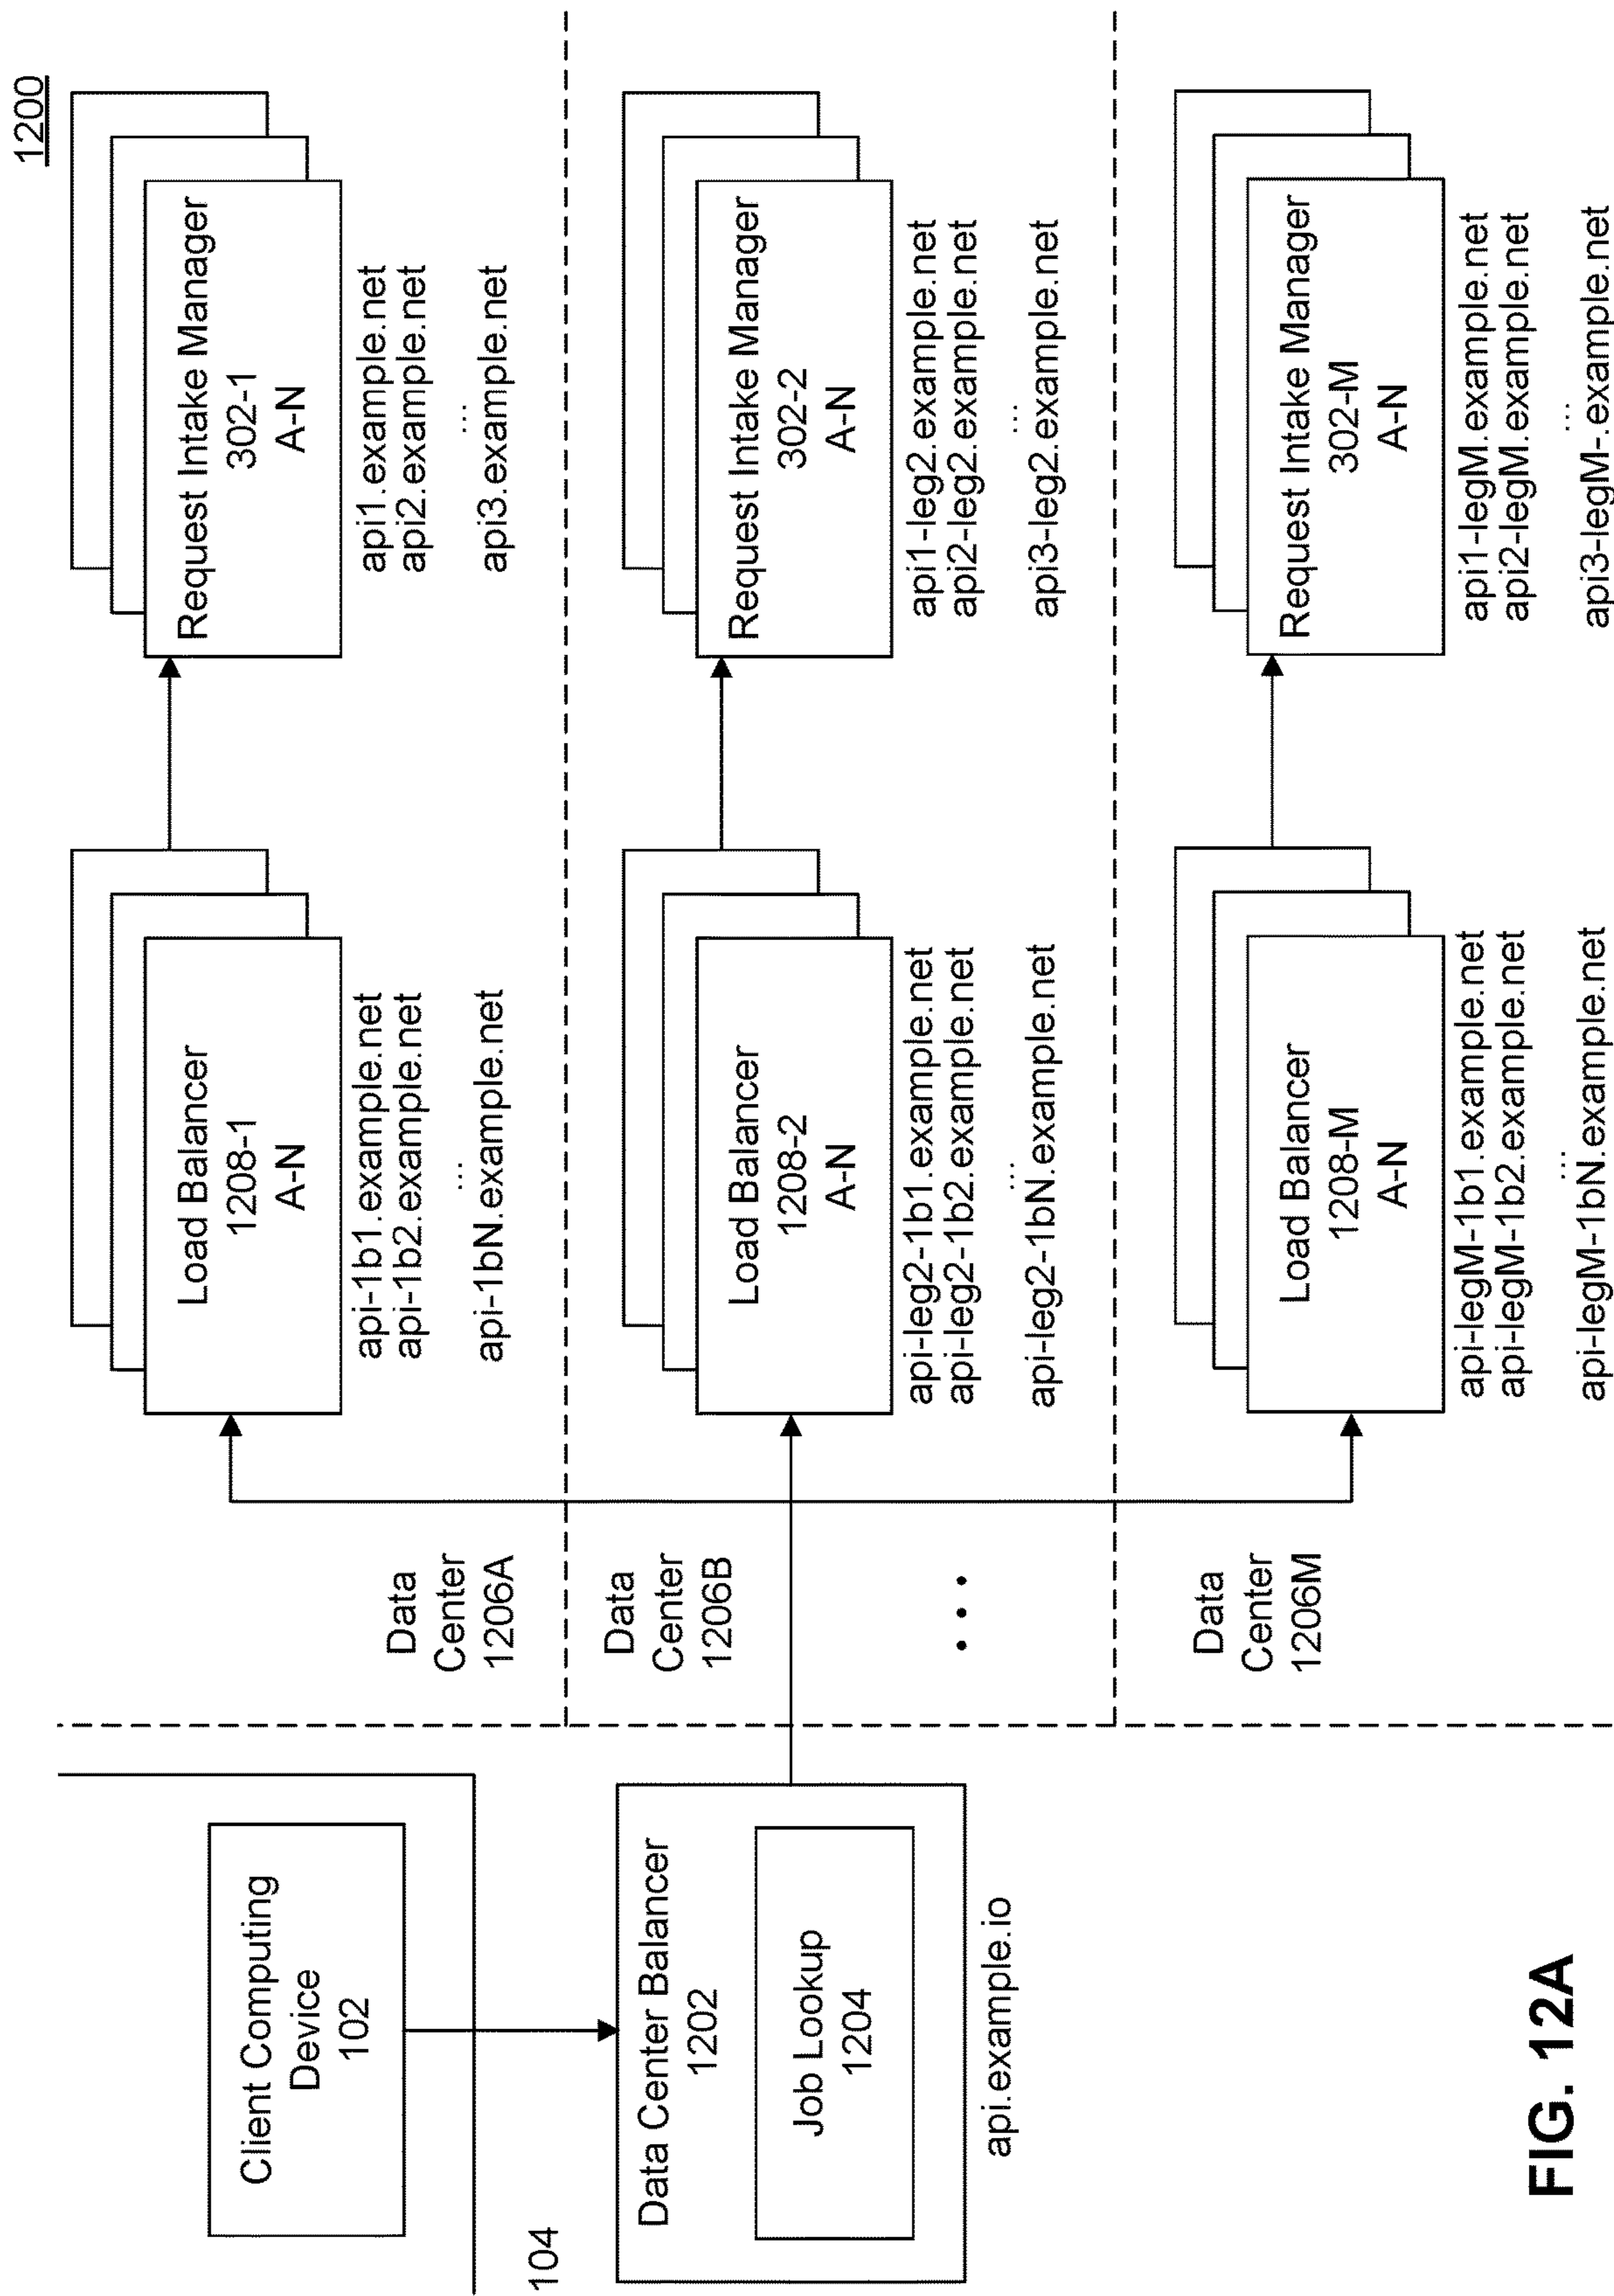 1200
Client Computing
Device
102
104
Data Center Balancer
1202
Job Lookup
1204
api.example.io
Data
Center
1206A
Load Balancer
1208-1
A-N
api-1b1.example.net
api-1b2.example.net
...
api-1bN.example.net
Request Intake Manager
302-1
A-N
api1.example.net
api2.example.net
...
api3.example.net
Data
Center
1206B
Load Balancer
1208-2
A-N
api-leg2-1b1.example.net
api-leg2-1b2.example.net
...
api-leg2-1bN.example.net
Request Intake Manager
302-2
A-N
api1-leg2.example.net
api2-leg2.example.net
...
api3-leg2.example.net
• • •
Data
Center
1206M
Load Balancer
1208-M
A-N
api-legM-1b1.example.net
api-legM-1b2.example.net
...
api-legM-1bN.example.net
Request Intake Manager
302-M
A-N
api1-legM.example.net
api2-legM.example.net
...
api3-legM-.example.net
FIG. 12A